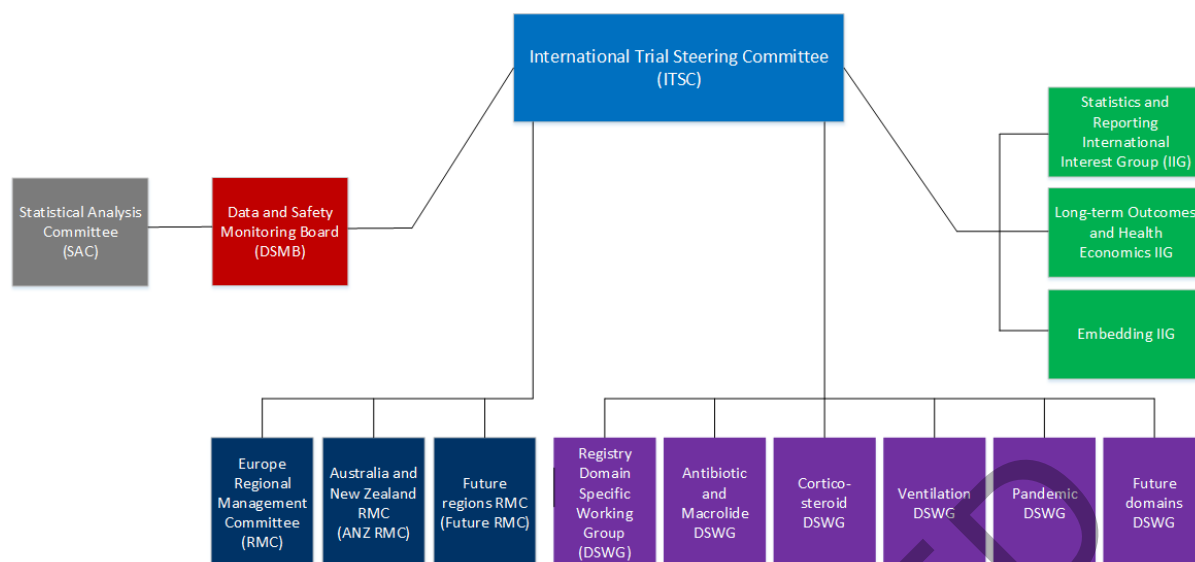 International Trial Steering Committee
(ITSC)
Statistics and
Reporting
International
Interest Group (IIG)
Statistical Analysis
Committee
(SAC)
Data and Safety
Monitoring Board
(DSMB)
Long-term Outcomes
and Health
Economics IIG
Embedding IIG
Europe
Regional
Management
Committee
(RMC)
Australia and
New Zealand
RMC
(ANZ RMC)
Future
regions RMC
(Future RMC)
Registry
Domain
Specific
Working
Group
(DSWG)
Antibiotic
and
Macrolide
DSWG
Cortico-
steroid
DSWG
Ventilation
DSWG
Pandemic
DSWG
Future
domains
DSWG